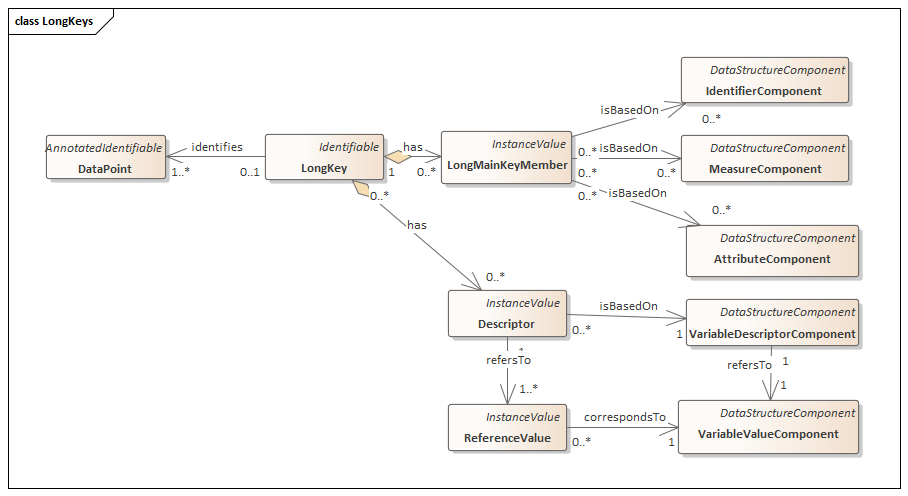 class LongKeys
DataStructureComponent
IdentifierComponent
isBasedOn
0..*
AnnotatedIdentifiable
DataPoint
identifies
1..*
0..1
Identifiable
LongKey
has
1
0..*
InstanceValue
LongMainKeyMember
0..*
isBasedOn
0..*
DataStructureComponent
MeasureComponent
0..*
isBasedOn
0..*
0..*
DataStructureComponent
AttributeComponent
0..*
has
0..*
InstanceValue
Descriptor
isBasedOn
0..*
1
DataStructureComponent
VariableDescriptorComponent
1
refersTo
1..*
refersTo
1
1
InstanceValue
ReferenceValue
correspondsTo
0..*
1
DataStructureComponent
VariableValueComponent